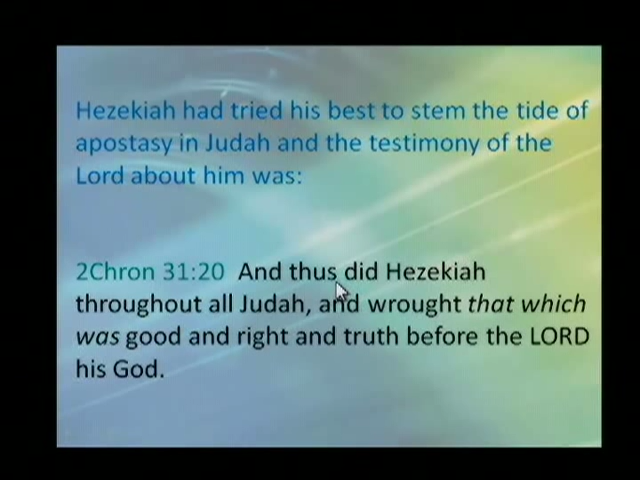 Hezekiah had tried his best to stem the tide of
apostasy in Judah and the testimony of the
Lord about him was:
2Chron 31:20 And thus did Hezekiah
throughout all Judah, and wrought that which
was good and right and truth before the LORD
his God.